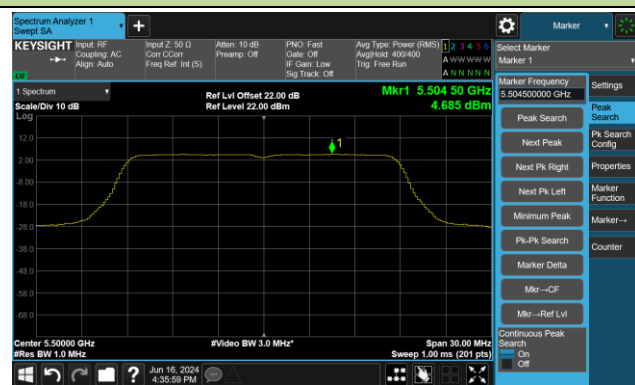 Spectrum Analyzer 1
Swept SA
Marker
KEYSIGHT
Input: RF
Coupling: AC
Align: Auto
Input Z: 50 Ω
Corr CCorr
Freq Ref: Int (S)
Atten: 10 dB
Preamp: Off
PNO: Fast
Gate: Off
IF Gain: Low
Sig Track: Off
Avg Type: Power (RMS)
Avg|Hold: 400/400
Trig: Free Run
1 2 3 4 5 6
A W W W W W
A N N N N N
LW
Select Marker
Marker 1
1 Spectrum
Scale/Div 10 dB
Log
Ref Lvl Offset 22.00 dB
Ref Level 22.00 dBm
Mkr1 5.504 50 GHz
4.685 dBm
1
12.0
2.00
-8.00
-18.0
-28.0
-38.0
-48.0
-58.0
-68.0
Center 5.50000 GHz
#Res BW 1.0 MHz
#Video BW 3.0 MHz*
Span 30.00 MHz
Sweep 1.00 ms (201 pts)
Marker Frequency
5.504500000 GHz
Peak Search
Next Peak
Next Pk Right
Next Pk Left
Minimum Peak
Pk-Pk Search
Marker Delta
Mkr→CF
Mkr→Ref Lvl
Continuous Peak
Search
On
Off
Settings
Peak
Search
Pk Search
Config
Properties
Marker
Function
Marker→
Counter
Jun 16, 2024
4:35:59 PM